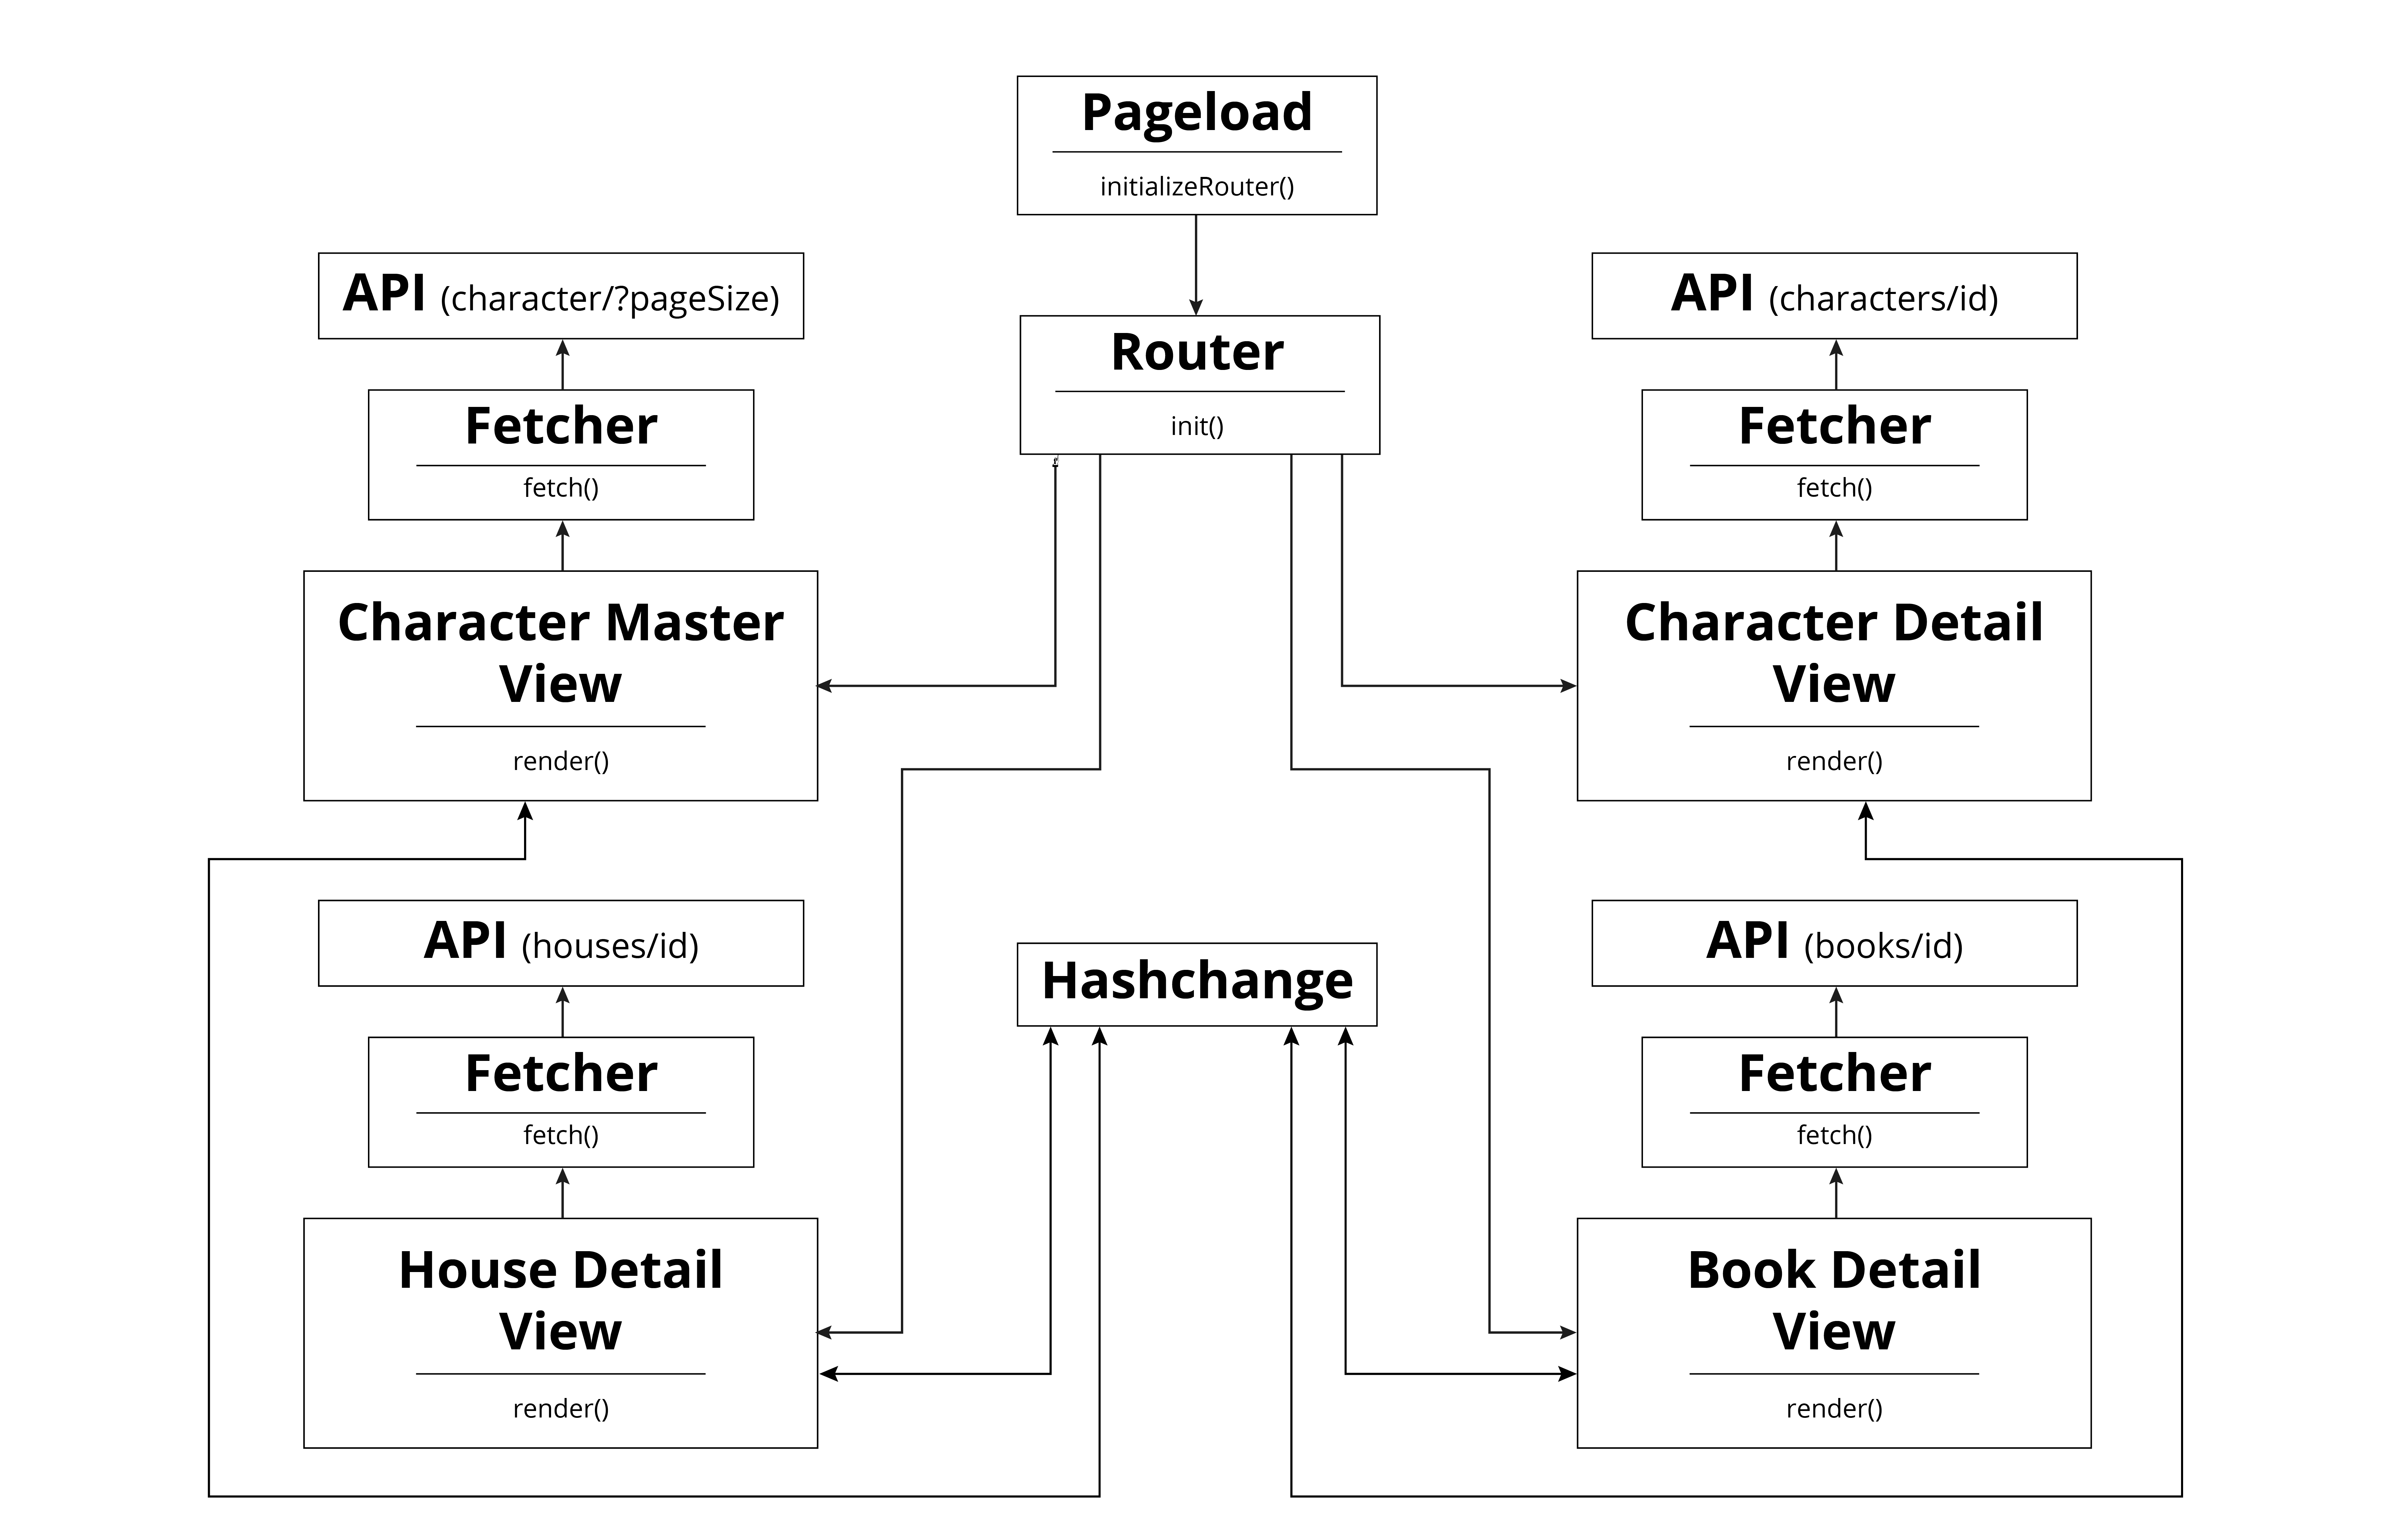 Pageload
initializeRouter()
API (character/?pageSize)
API (characters/id)
Router
init()
Fetcher
fetch()
Fetcher
fetch()
Character Master
View
render()
Character Detail
View
render()
API (houses/id)
API (books/id)
Hashchange
Fetcher
fetch()
Fetcher
fetch()
House Detail
View
render()
Book Detail
View
render()